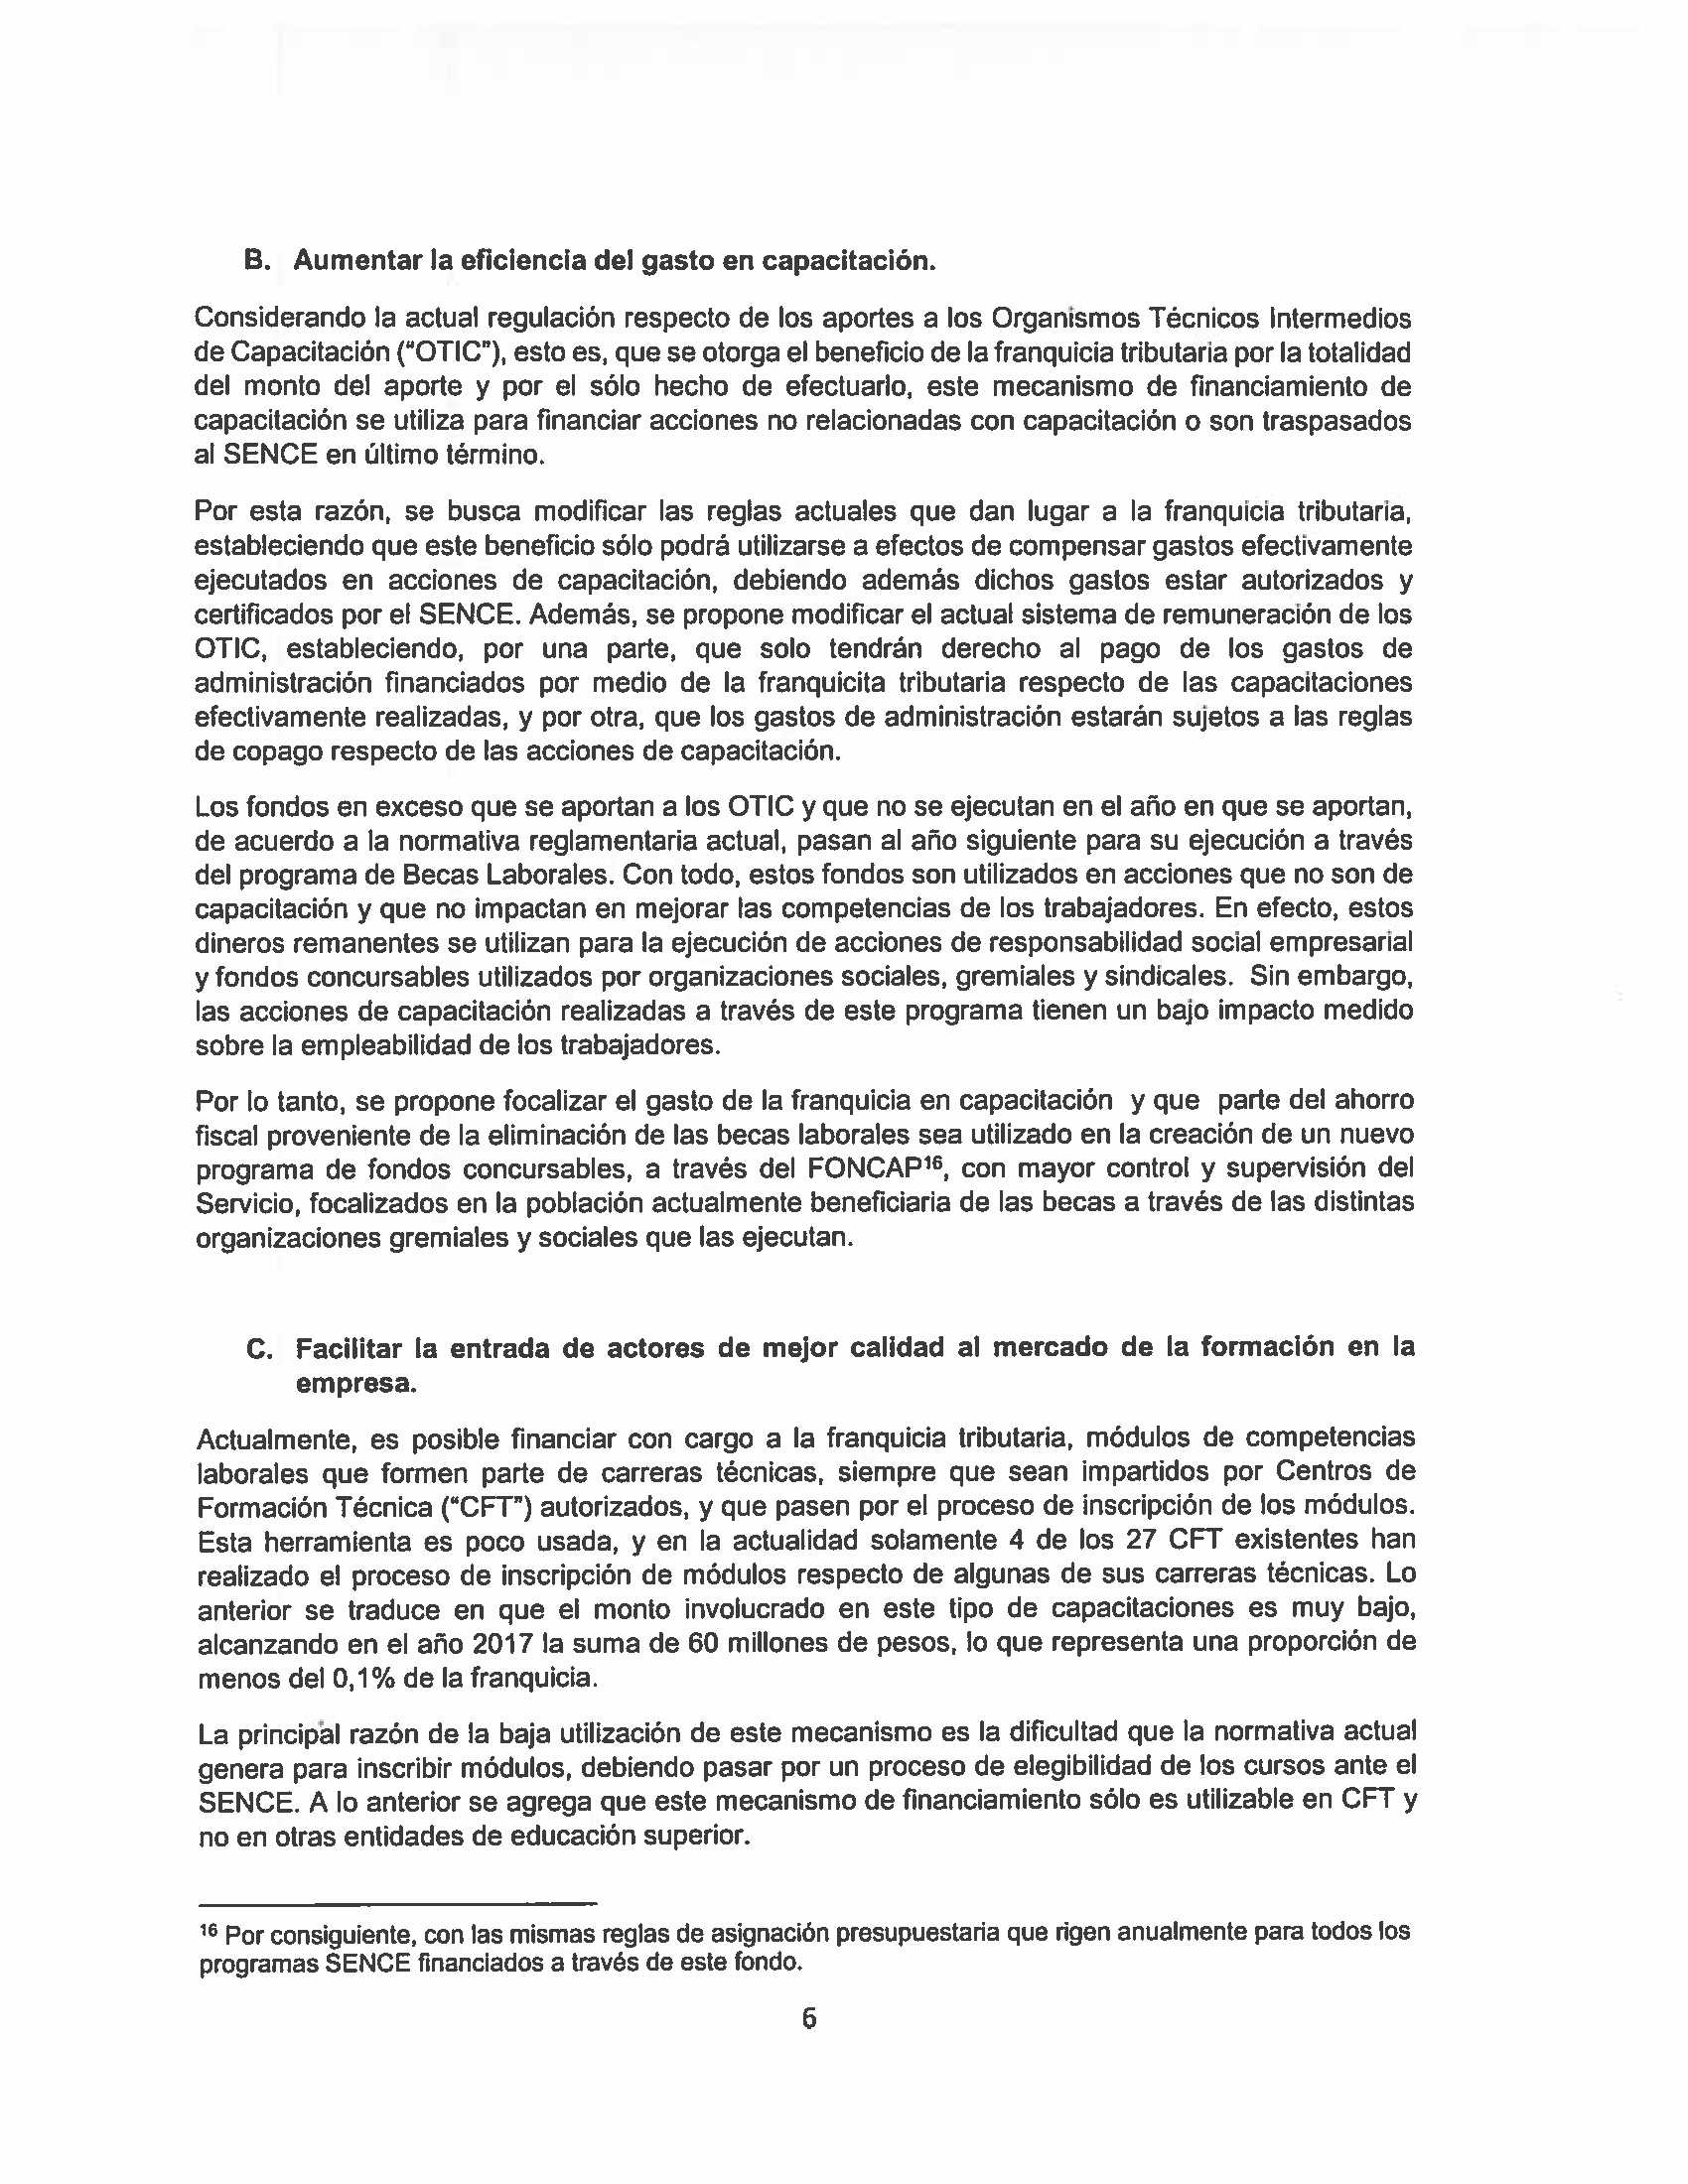 B. Aumentar la eficiencia del gasto en capacitación.
Considerando la actual regulación respecto de los aportes a los Organismos Técnicos Intermedios
de Capacitación ("OTIC"), esto es, que se otorga el beneficio de la franquicia tributaria por la totalidad
del monto del aporte y por el sólo hecho de efectuarlo, este mecanismo de financiamiento de
capacitación se utiliza para financiar acciones no relacionadas con capacitación o son traspasados
al SENCE en último término.
Por esta razón, se busca modificar las reglas actuales que dan lugar a la franquicia tributaria,
estableciendo que este beneficio sólo podrá utilizarse a efectos de compensar gastos efectivamente
ejecutados en acciones de capacitación, debiendo además dichos gastos estar autorizados y
certificados por el SENCE. Además, se propone modificar el actual sistema de remuneración de los
OTIC, estableciendo, por una parte, que solo tendrán derecho al pago de los gastos de
administración financiados por medio de la franquicita tributaria respecto de las capacitaciones
efectivamente realizadas, y por otra, que los gastos de administración estarán sujetos a las reglas
de copago respecto de las acciones de capacitación.
Los fondos en exceso que se aportan a los OTIC y que no se ejecutan en el año en que se aportan,
de acuerdo a la normativa reglamentaria actual, pasan al año siguiente para su ejecución a través
del programa de Becas Laborales. Con todo, estos fondos son utilizados en acciones que no son de
capacitación y que no impactan en mejorar las competencias de los trabajadores. En efecto, estos
dineros remanentes se utilizan para la ejecución de acciones de responsabilidad social empresarial
y fondos concursables utilizados por organizaciones sociales, gremiales y sindicales. Sin embargo,
las acciones de capacitación realizadas a través de este programa tienen un bajo impacto medido
sobre la empleabilidad de los trabajadores.
Por lo tanto, se propone focalizar el gasto de la franquicia en capacitación y que parte del ahorro
fiscal proveniente de la eliminación de las becas laborales sea utilizado en la creación de un nuevo
programa de fondos concursables, a través del FONCAP¹⁶, con mayor control y supervisión del
Servicio, focalizados en la población actualmente beneficiaria de las becas a través de las distintas
organizaciones gremiales y sociales que las ejecutan.
C. Facilitar la entrada de actores de mejor calidad al mercado de la formación en la
empresa.
Actualmente, es posible financiar con cargo a la franquicia tributaria, módulos de competencias
laborales que formen parte de carreras técnicas, siempre que sean impartidos por Centros de
Formación Técnica ("CFT") autorizados, y que pasen por el proceso de inscripción de los módulos.
Esta herramienta es poco usada, y en la actualidad solamente 4 de los 27 CFT existentes han
realizado el proceso de inscripción de módulos respecto de algunas de sus carreras técnicas. Lo
anterior se traduce en que el monto involucrado en este tipo de capacitaciones es muy bajo,
alcanzando en el año 2017 la suma de 60 millones de pesos, lo que representa una proporción de
menos del 0,1% de la franquicia.
La principal razón de la baja utilización de este mecanismo es la dificultad que la normativa actual
genera para inscribir módulos, debiendo pasar por un proceso de elegibilidad de los cursos ante el
SENCE. A lo anterior se agrega que este mecanismo de financiamiento sólo es utilizable en CFT y
no en otras entidades de educación superior.
¹⁶ Por consiguiente, con las mismas reglas de asignación presupuestaria que rigen anualmente para todos los
programas SENCE financiados a través de este fondo.
6